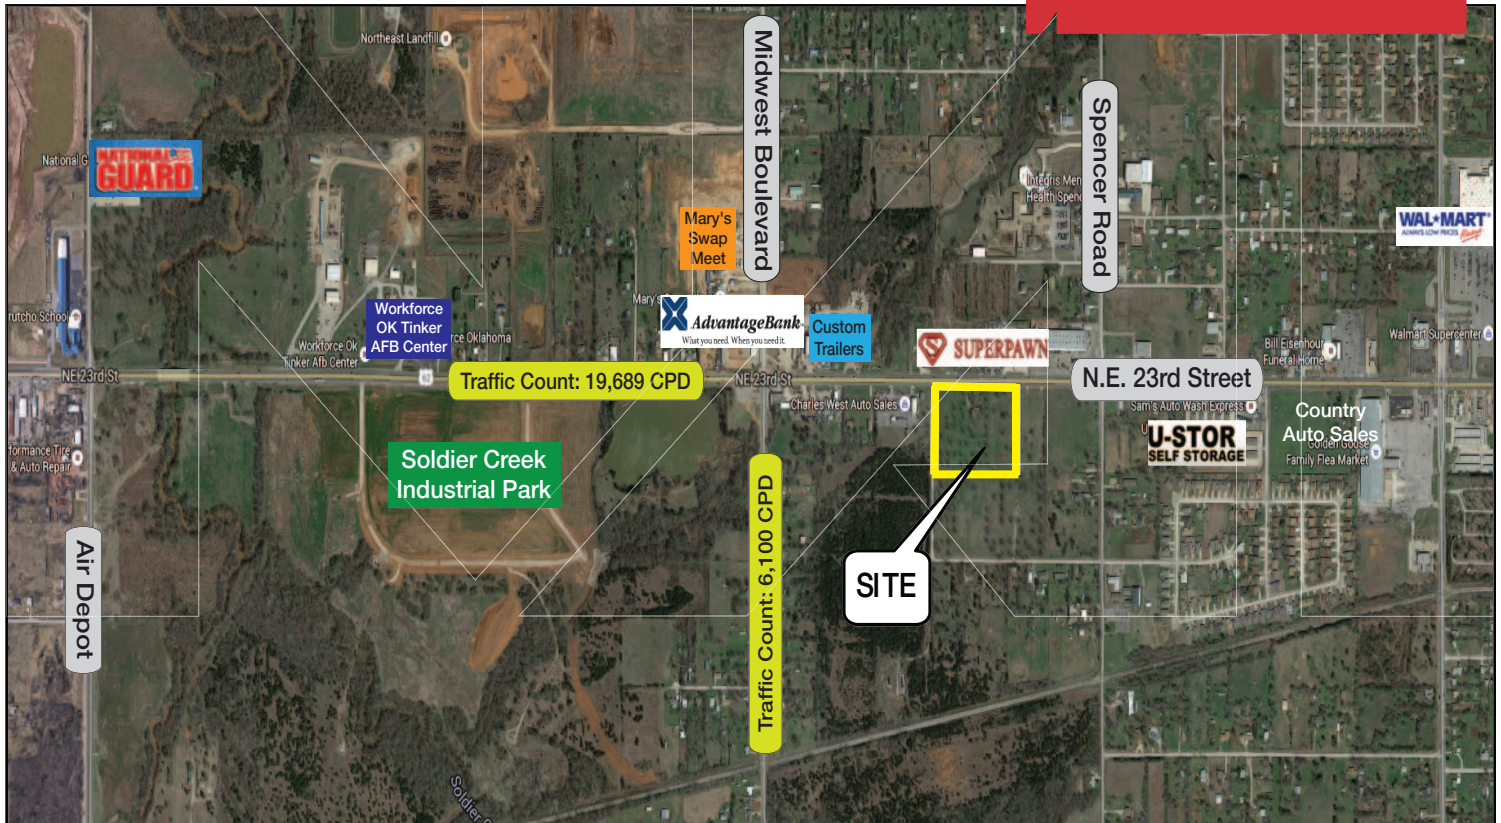 Northeast Landfill
Midwest Boulevard
Spencer Road
National G
NATIONAL
GUARD
Integris Men
Health Spenc
WAL★MART
ALWAYS LOW PRICES. Always.
Mary's
Swap
Meet
Mary's
AdvantageBank
What you need. When you need it.
Custom
Trailers
Workforce
OK Tinker
AFB Center
rce Oklahoma
Workforce Ok
Tinker Afb Center
rutcho School
SUPERPAWN
Bill Eisenhour
Funeral Home
Walmart Supercenter
NE 23rd St
62
Traffic Count: 19,689 CPD
NE 23rd St
N.E. 23rd Street
Charles West Auto Sales
Sam's Auto Wash Express
U-STOR
SELF STORAGE
Country
Auto Sales
Golden Goose
Family Flea Market
formance Tire
& Auto Repair
Soldier Creek
Industrial Park
Air Depot
Traffic Count: 6,100 CPD
SITE
Soldier